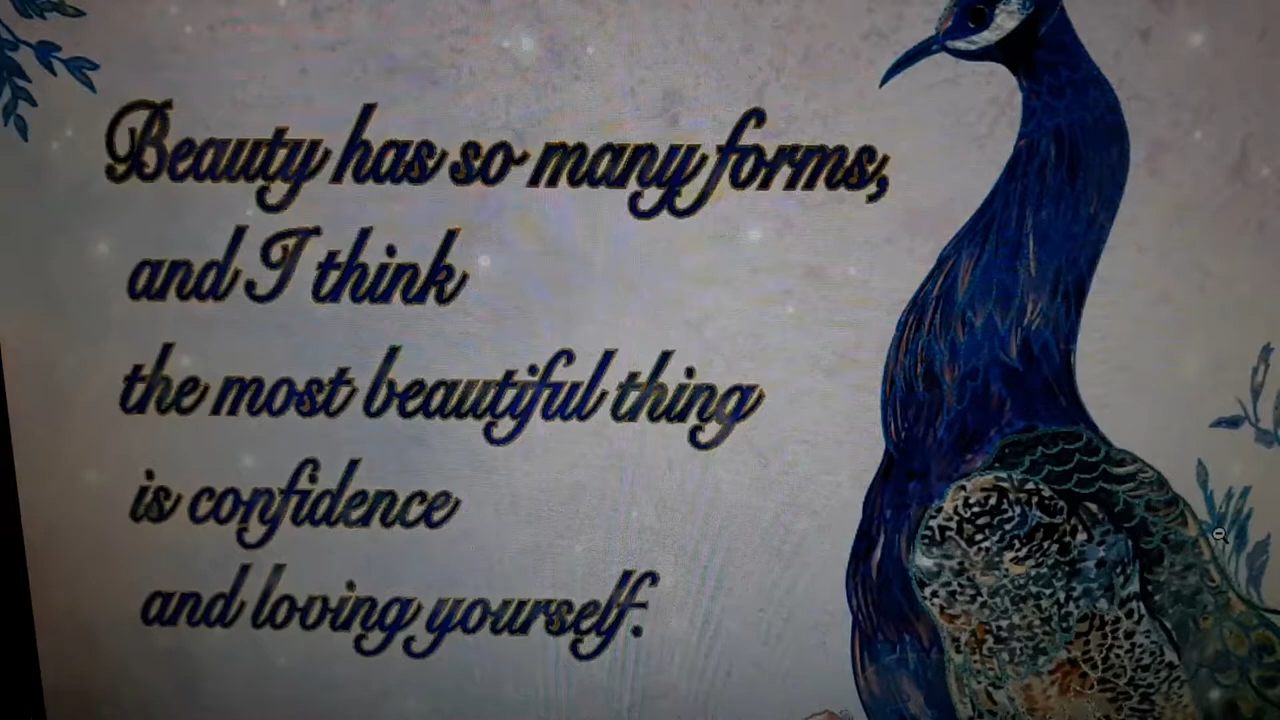 Beauty has so many forms,
and I think
the most beautiful thing
is confidence
and loving yourself.